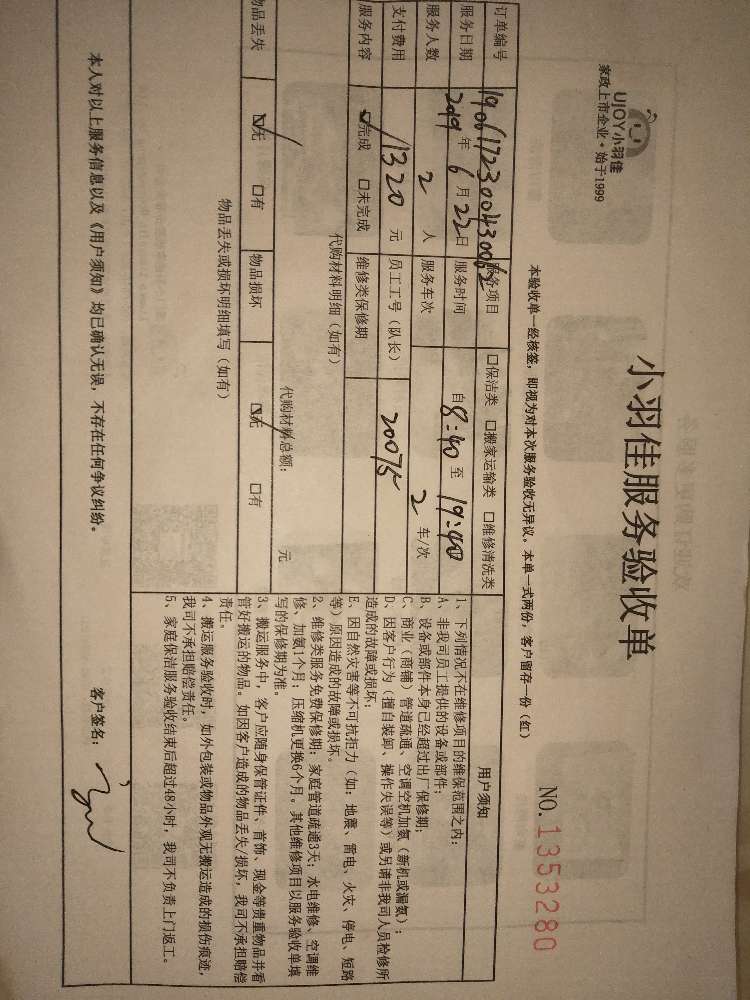 UJOY小羽佳
家政上市企业·始于1999
小羽佳服务验收单
本验收单一经核签，即视为对本次服务验收无异议，本单一式两份，客户留存一份（红）
NO. 1353280
订单编号
服务项目 □保洁类 □搬家运输类 □维修清洗类
服务日期 2019 年 6 月 22 日 服务时间 自 8:40 至 19:40
服务人数 2 人 服务车次 2 车/次
支付费用 1320 元 员工工号（队长） 20075
服务内容 ☑完成 □未完成 维修类保修期
代购材料明细（如有）
代购材料总额： 元
物品丢失 ☑无 □有 物品损坏 ☑无 □有
物品丢失或损坏明细填写（如有）
用户须知
1、下列情况不在维修项目的维保范围之内：
A、非我司员工提供的设备或部件；
B、设备或部件本身已经超过出厂保修期；
C、商业（商铺）管道疏通、空调空机加氨（新机或漏氨）；
D、因客户行为（擅自装卸、操作失误等）或另请非我司人员检修所
造成的故障或损坏；
E、因自然灾害等不可抗拒力（如：地震、雷电、火灾、停电、短路
等）原因造成的故障或损坏。
2、维修类服务免费保修期：家庭管道疏通3天；水电维修、空调维
修、加氨1个月；压缩机更换6个月。其他维修项目以服务验收单填
写的保修期为准。
3、搬运服务中，客户应随身保管证件、首饰、现金等贵重物品并看
管好搬运的物品。如因客户造成的物品丢失/损坏，我司不承担赔偿
责任。
4、搬运服务验收时，如外包装或物品外观无搬运造成的损伤痕迹，
我司不承担赔偿责任。
5、家庭保洁服务验收结束后超过48小时，我司不负责上门返工。
本人对以上服务信息以及《用户须知》均已确认无误，不存在任何争议纠纷。
客户签名：